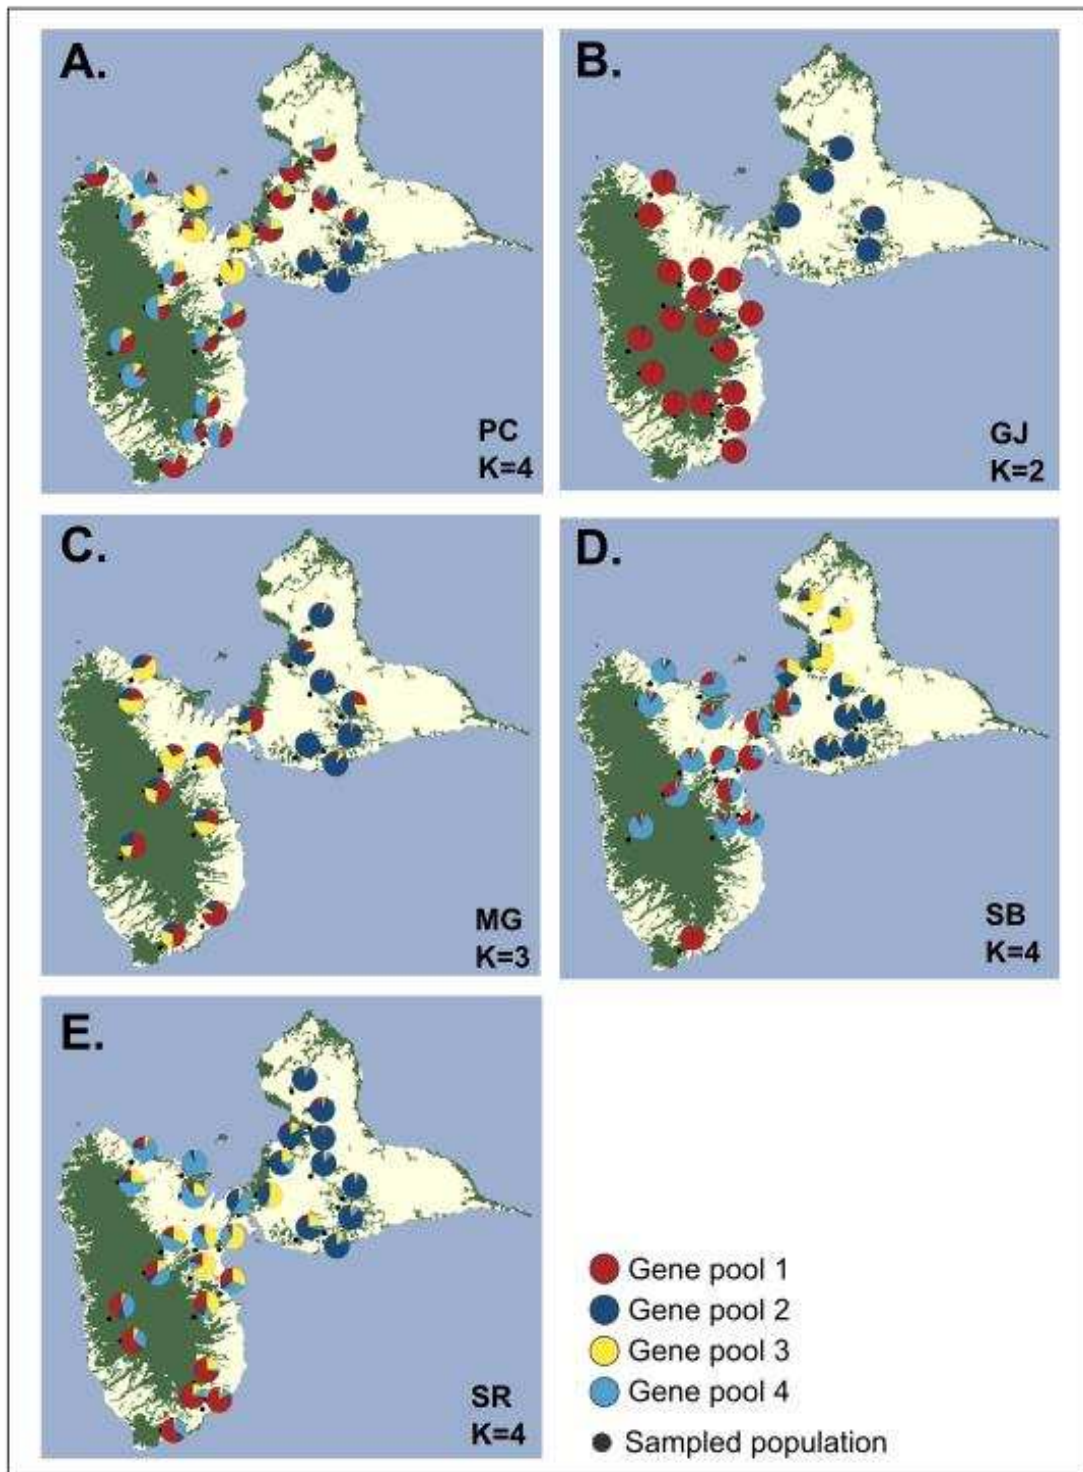 A.
PC
K=4
B.
GJ
K=2
C.
MG
K=3
D.
SB
K=4
E.
SR
K=4
Gene pool 1
Gene pool 2
Gene pool 3
Gene pool 4
Sampled population